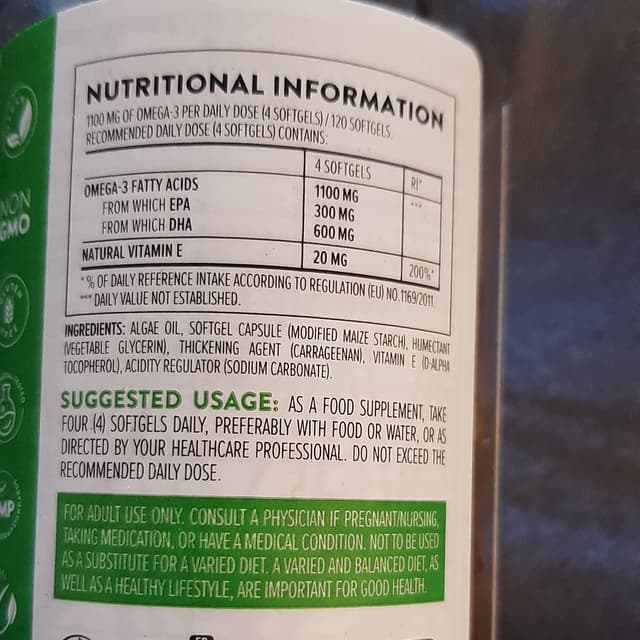 NUTRITIONAL INFORMATION
1100 MG OF OMEGA-3 PER DAILY DOSE (4 SOFTGELS) / 120 SOFTGELS.
RECOMMENDED DAILY DOSE (4 SOFTGELS) CONTAINS:
4 SOFTGELS RI*
OMEGA-3 FATTY ACIDS 1100 MG ***
FROM WHICH EPA 300 MG
FROM WHICH DHA 600 MG
NATURAL VITAMIN E 20 MG 200%*
* % OF DAILY REFERENCE INTAKE ACCORDING TO REGULATION (EU) NO.1169/2011.
*** DAILY VALUE NOT ESTABLISHED.
INGREDIENTS: ALGAE OIL, SOFTGEL CAPSULE (MODIFIED MAIZE STARCH), HUMECTANT
(VEGETABLE GLYCERIN), THICKENING AGENT (CARRAGEENAN), VITAMIN E (D-ALPHA
TOCOPHEROL), ACIDITY REGULATOR (SODIUM CARBONATE).
SUGGESTED USAGE: AS A FOOD SUPPLEMENT, TAKE
FOUR (4) SOFTGELS DAILY, PREFERABLY WITH FOOD OR WATER, OR AS
DIRECTED BY YOUR HEALTHCARE PROFESSIONAL. DO NOT EXCEED THE
RECOMMENDED DAILY DOSE.
FOR ADULT USE ONLY. CONSULT A PHYSICIAN IF PREGNANT/NURSING,
TAKING MEDICATION, OR HAVE A MEDICAL CONDITION. NOT TO BE USED
AS A SUBSTITUTE FOR A VARIED DIET. A VARIED AND BALANCED DIET, AS
WELL AS A HEALTHY LIFESTYLE, ARE IMPORTANT FOR GOOD HEALTH.
NON
GMO